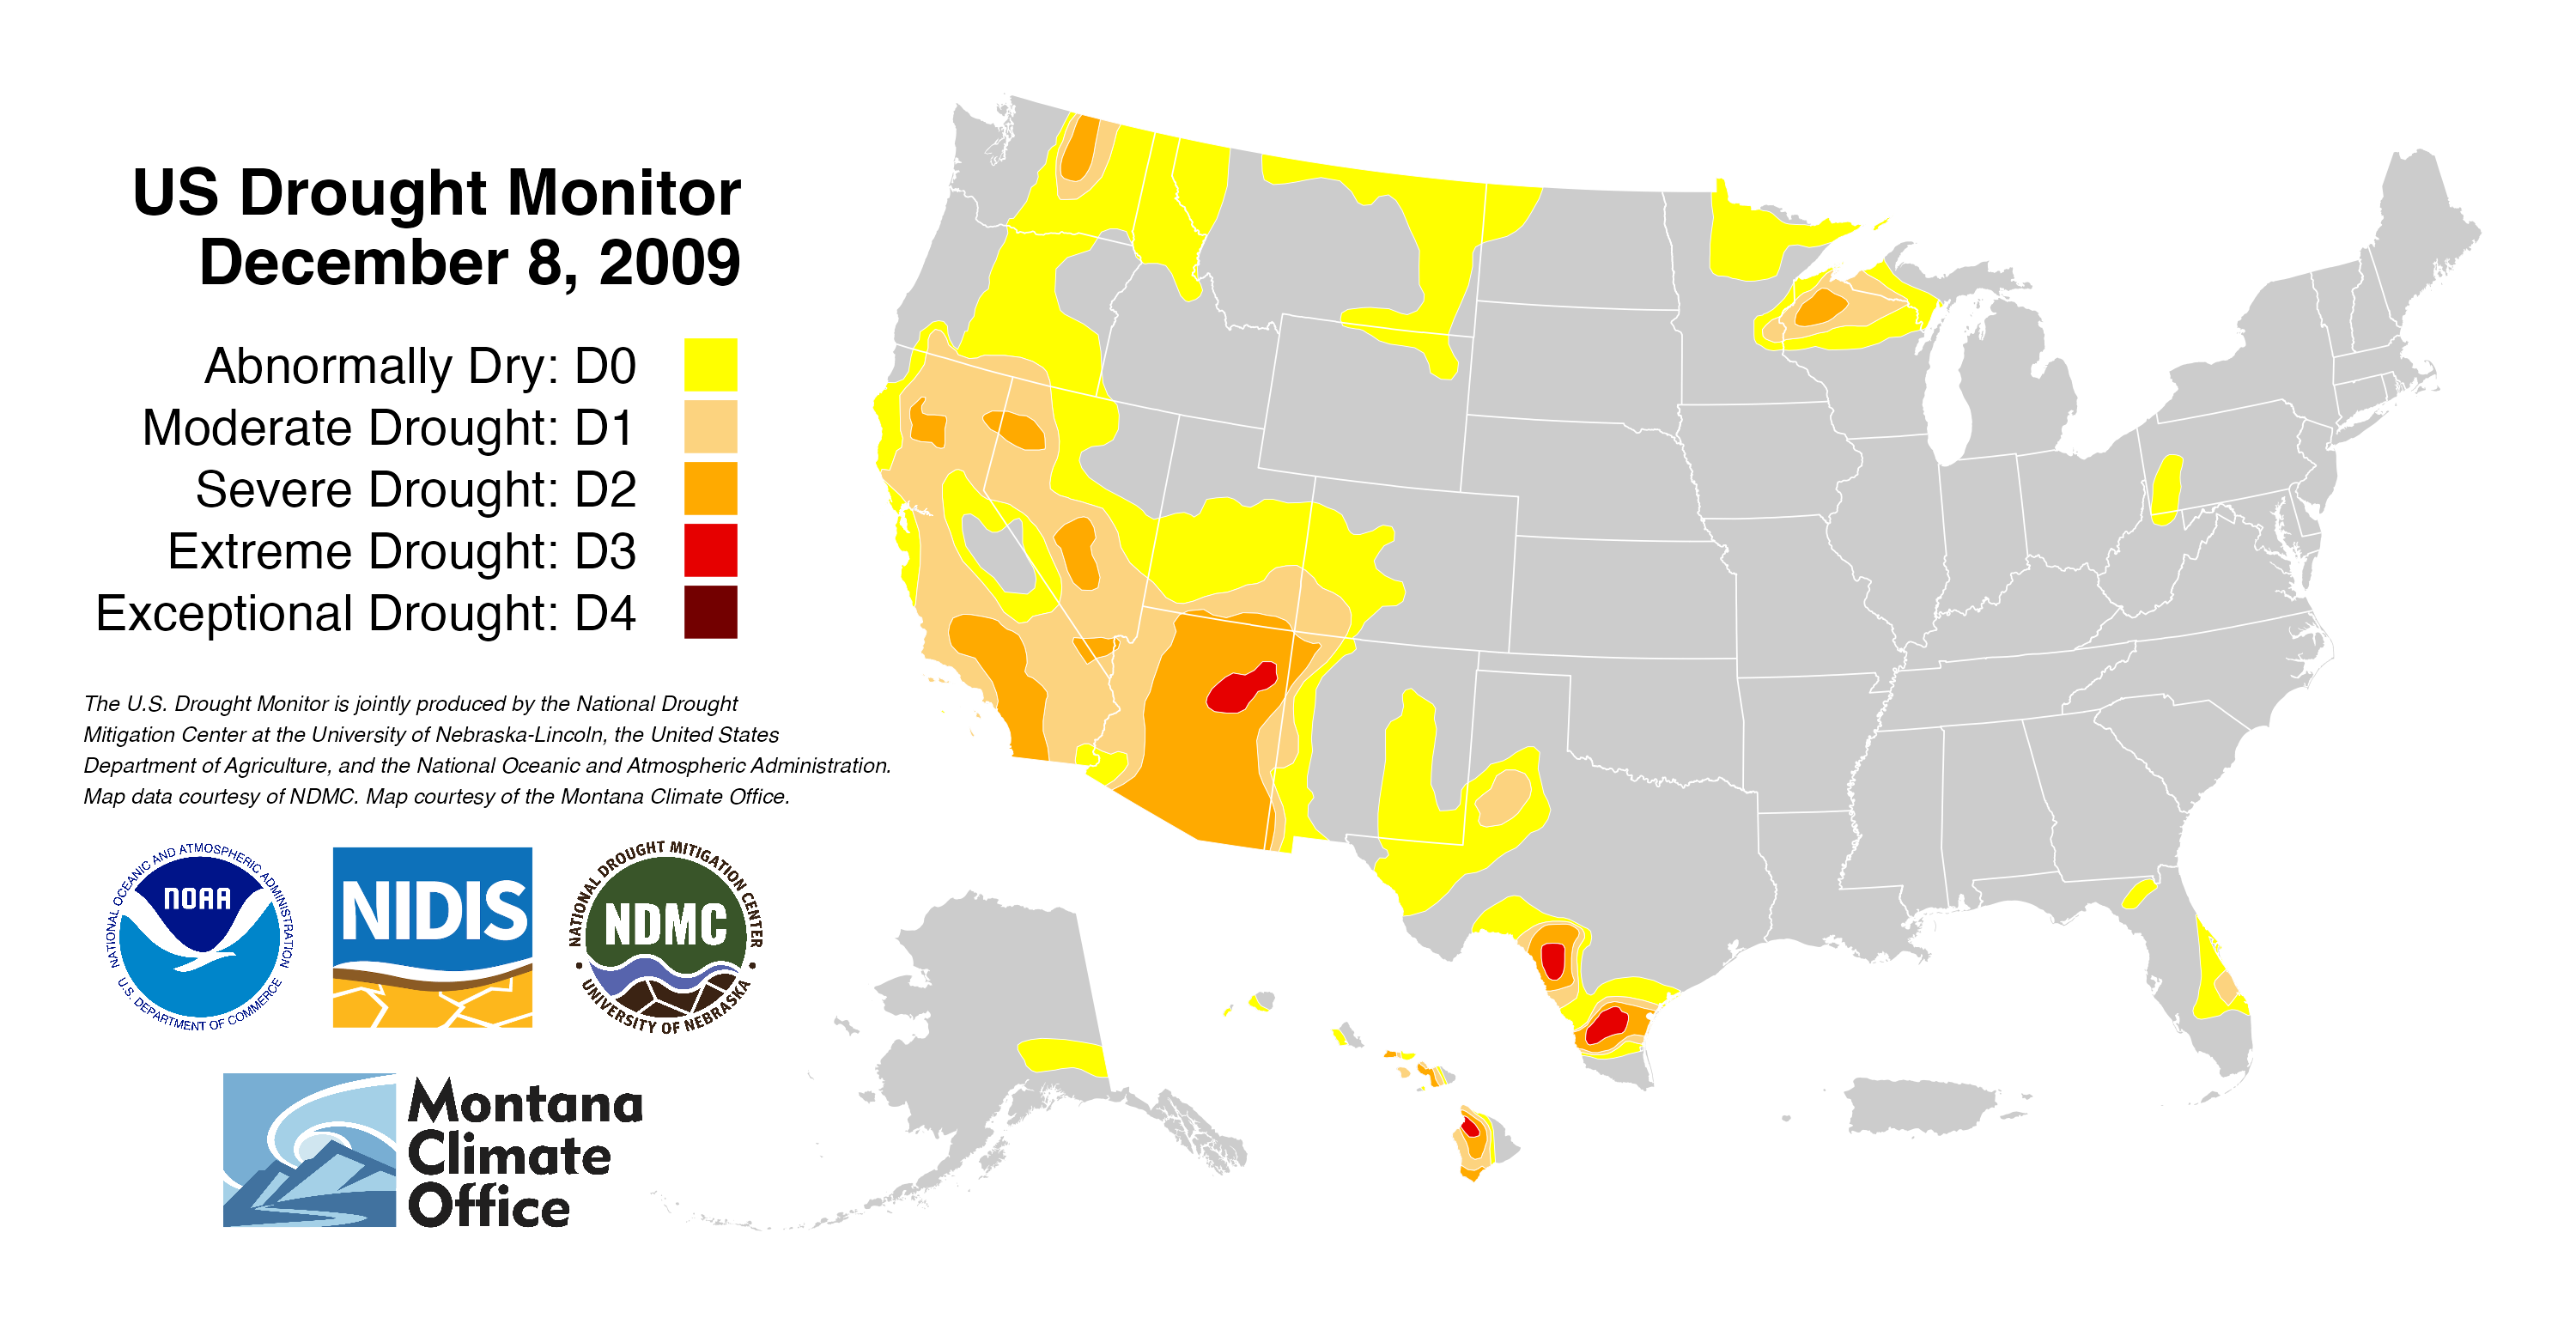 US Drought Monitor
December 8, 2009
Abnormally Dry: D0
Moderate Drought: D1
Severe Drought: D2
Extreme Drought: D3
Exceptional Drought: D4
The U.S. Drought Monitor is jointly produced by the National Drought
Mitigation Center at the University of Nebraska-Lincoln, the United States
Department of Agriculture, and the National Oceanic and Atmospheric Administration.
Map data courtesy of NDMC. Map courtesy of the Montana Climate Office.
NATIONAL OCEANIC AND ATMOSPHERIC ADMINISTRATION
NOAA
U.S. DEPARTMENT OF COMMERCE
NIDIS
NATIONAL DROUGHT MITIGATION CENTER
NDMC
UNIVERSITY OF NEBRASKA
Montana
Climate
Office